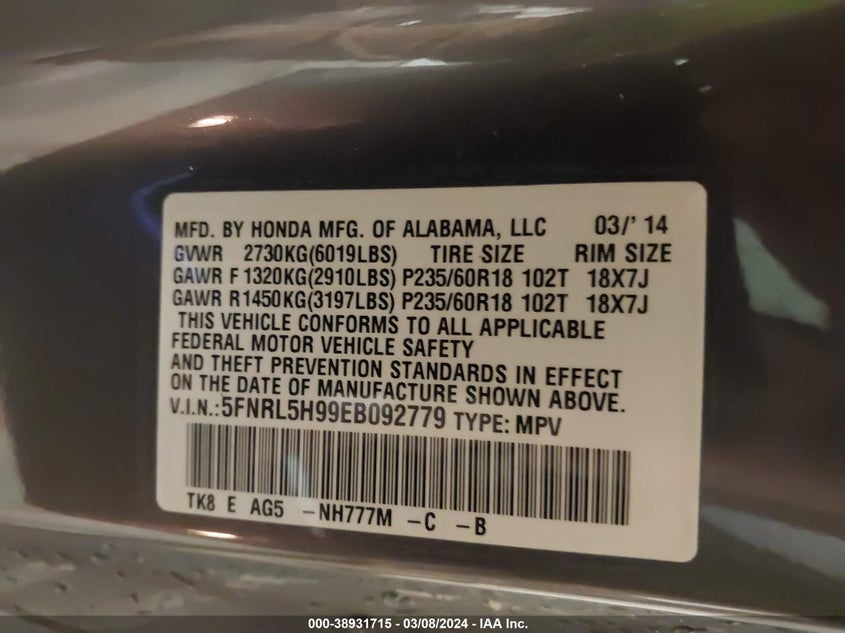 MFD. BY HONDA MFG. OF ALABAMA, LLC 03/' 14
GVWR 2730KG(6019LBS) TIRE SIZE RIM SIZE
GAWR F 1320KG(2910LBS) P235/60R18 102T 18X7J
GAWR R1450KG(3197LBS) P235/60R18 102T 18X7J
THIS VEHICLE CONFORMS TO ALL APPLICABLE
FEDERAL MOTOR VEHICLE SAFETY
AND THEFT PREVENTION STANDARDS IN EFFECT
ON THE DATE OF MANUFACTURE SHOWN ABOVE.
V.I.N.:5FNRL5H99EB092779 TYPE: MPV
TK8 E AG5 -NH777M -C -B
000-38931715 - 03/08/2024 - IAA Inc.